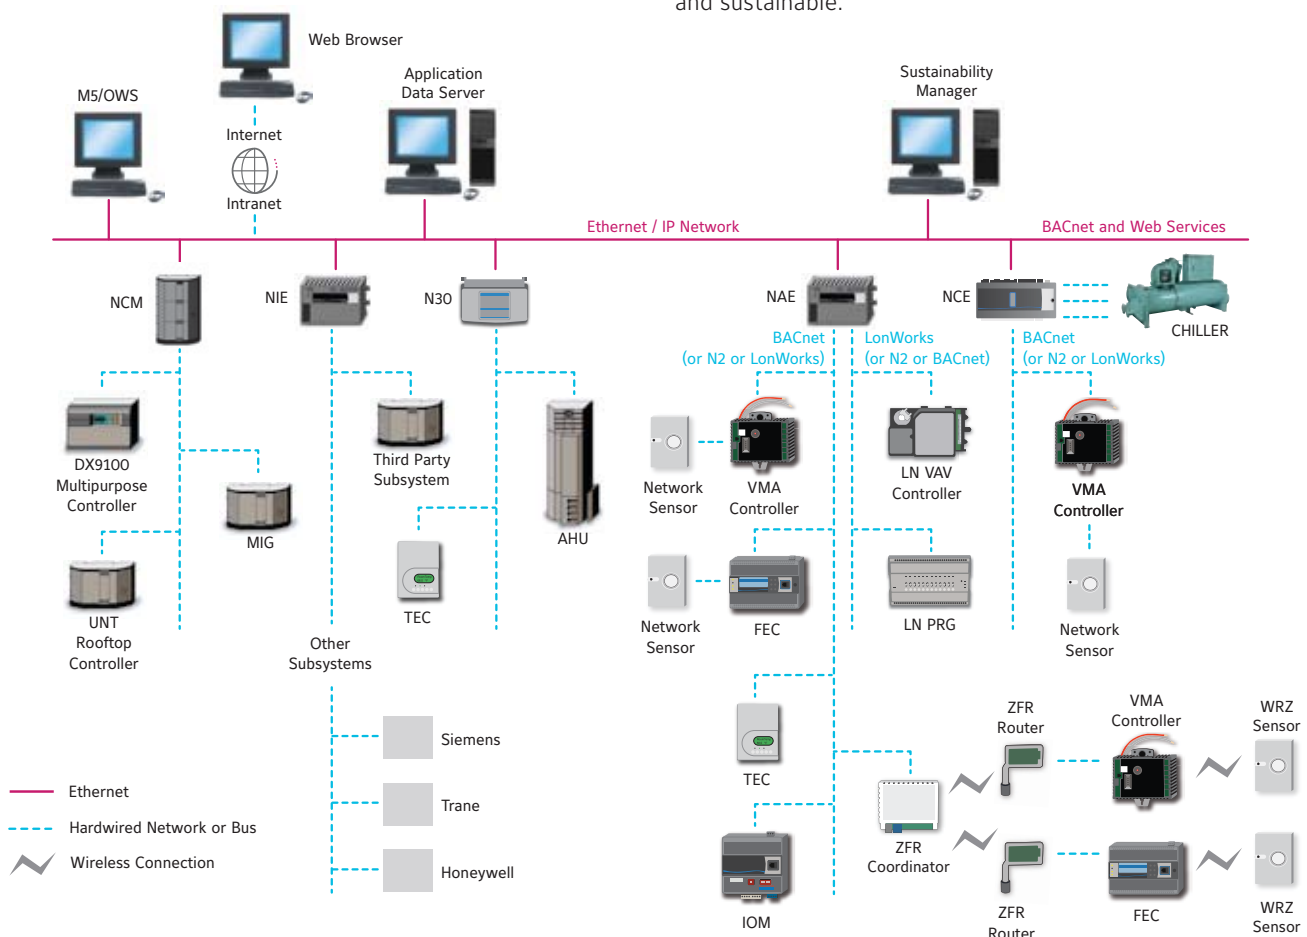 and sustainable.
Web Browser
M5/OWS
Application
Data Server
Sustainability
Manager
Internet
Intranet
Ethernet / IP Network
BACnet and Web Services
NCM
NIE
N30
NAE
NCE
CHILLER
BACnet
(or N2 or LonWorks)
LonWorks
(or N2 or BACnet)
BACnet
(or N2 or LonWorks)
DX9100
Multipurpose
Controller
MIG
UNT
Rooftop
Controller
Third Party
Subsystem
TEC
AHU
Other
Subsystems
Siemens
Trane
Honeywell
Network
Sensor
VMA
Controller
LN VAV
Controller
VMA
Controller
Network
Sensor
FEC
LN PRG
Network
Sensor
TEC
IOM
ZFR
Coordinator
ZFR
Router
VMA
Controller
WRZ
Sensor
ZFR
Router
FEC
WRZ
Sensor
Ethernet
Hardwired Network or Bus
Wireless Connection